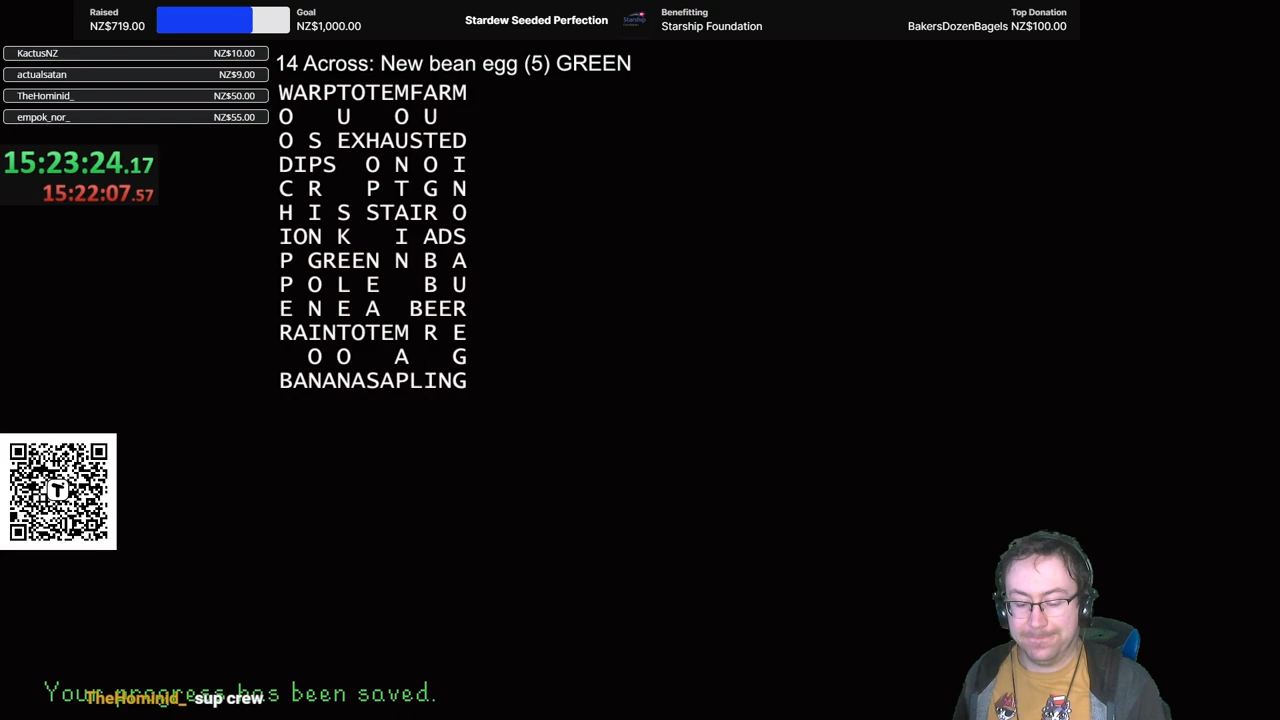 Raised
NZ$719.00
Goal
NZ$1,000.00
Stardew Seeded Perfection
Starship
Benefitting
Starship Foundation
Top Donation
BakersDozenBagels NZ$100.00
KactusNZ NZ$10.00
actualsatan NZ$9.00
TheHominid_ NZ$50.00
empok_nor_ NZ$55.00
15:23:24.17
15:22:07.57
14 Across: New bean egg (5) GREEN
WARPTOTEMFARM
O U O U
O S EXHAUSTED
DIPS O N O I
C R P T G N
H I S STAIR O
ION K I ADS
P GREEN N B A
P O L E B U
E N E A BEER
RAINTOTEM R E
O O A G
BANANASAPLING
T
Your progress has been saved.
TheHominid_ sup crew